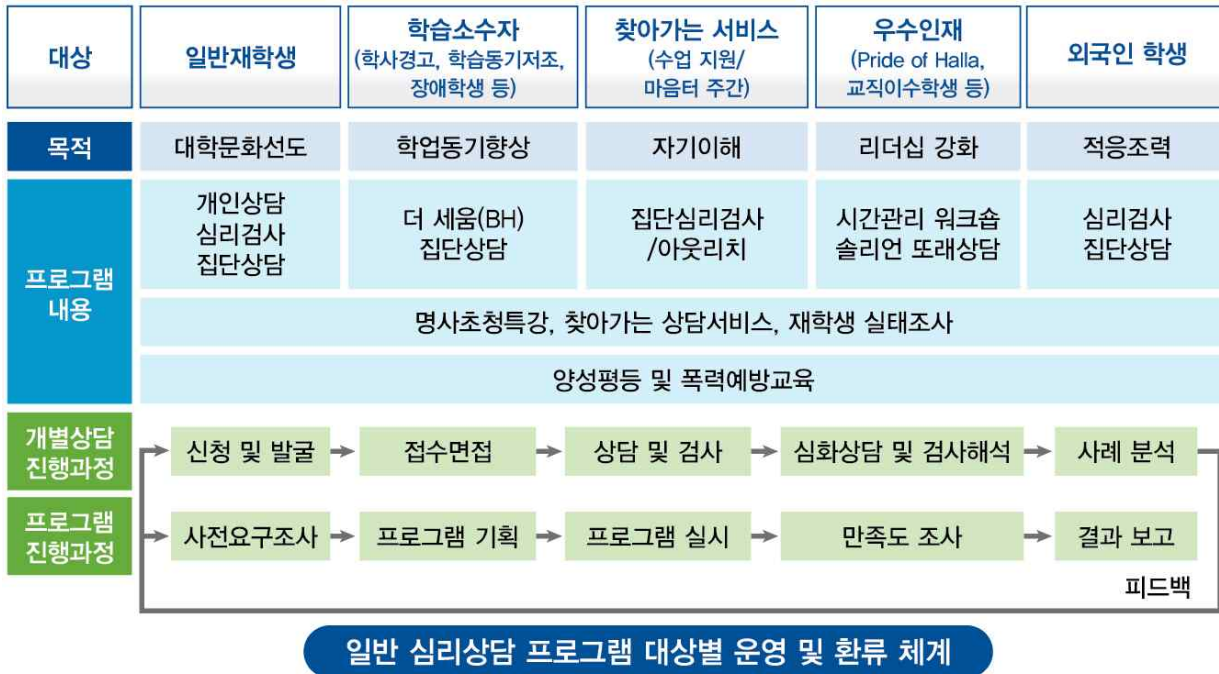 대상
일반재학생
학습소수자
(학사경고, 학습동기저조,
장애학생 등)
찾아가는 서비스
(수업 지원/
마음터 주간)
우수인재
(Pride of Halla,
교직이수학생 등)
외국인 학생
목적
대학문화선도
학업동기향상
자기이해
리더십 강화
적응조력
프로그램
내용
개인상담
심리검사
집단상담
더 세움(BH)
집단상담
집단심리검사
/아웃리치
시간관리 워크숍
솔리언 또래상담
심리검사
집단상담
명사초청특강, 찾아가는 상담서비스, 재학생 실태조사
양성평등 및 폭력예방교육
개별상담
진행과정
신청 및 발굴
접수면접
상담 및 검사
심화상담 및 검사해석
사례 분석
프로그램
진행과정
사전요구조사
프로그램 기획
프로그램 실시
만족도 조사
결과 보고
피드백
일반 심리상담 프로그램 대상별 운영 및 환류 체계